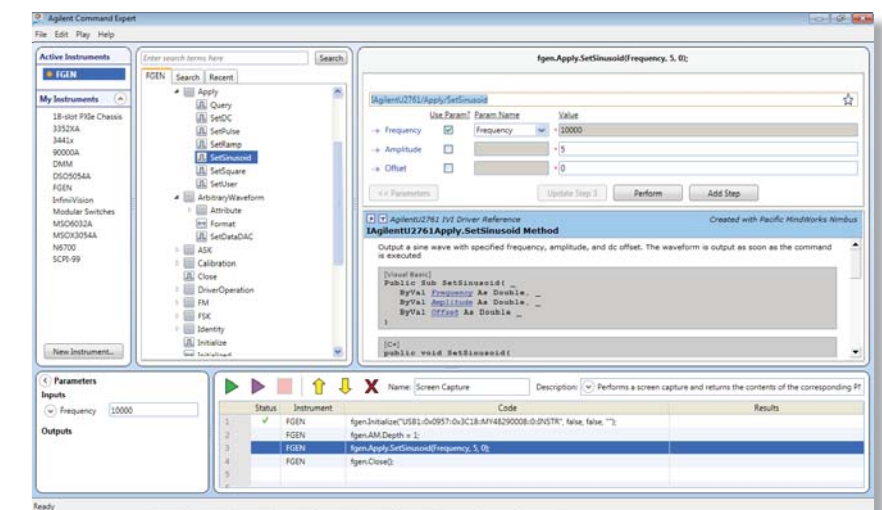 Agilent Command Expert
File Edit Play Help
Active Instruments
FGEN
My Instruments
18-slot PXIe Chassis
3352XA
3441x
90000A
DMM
DSO5054A
FGEN
InfiniVision
Modular Switches
MSO6032A
MSOX3054A
N6700
SCPI-99
New Instrument...
Enter search terms here
Search
FGEN Search Recent
Apply
Query
SetDC
SetPulse
SetRamp
SetSinusoid
SetSquare
SetUser
ArbitraryWaveform
Attribute
Format
SetDataDAC
ASK
Calibration
Close
DriverOperation
FM
FSK
Identity
Initialize
Initialized
fgen.Apply.SetSinusoid(Frequency, 5, 0);
IAgilentU2761/Apply/SetSinusoid
Use Param? Param Name Value
Frequency Frequency * 10000
Amplitude * 5
Offset * 0
<< Parameters Update Step 3 Perform Add Step
AgilentU2761 IVI Driver Reference Created with Pacific MindWorks Nimbus
IAgilentU2761Apply.SetSinusoid Method
Output a sine wave with specified frequency, amplitude, and dc offset. The waveform is output as soon as the command
is executed
[Visual Basic]
Public Sub SetSinusoid( _
ByVal Frequency As Double, _
ByVal Amplitude As Double, _
ByVal Offset As Double _
)
[C#]
public void SetSinusoid(
Parameters
Inputs
Frequency 10000
Outputs
Name: Screen Capture Description: Performs a screen capture and returns the contents of the corresponding
Status Instrument Code Results
1 FGEN fgen.Initialize("USB1::0x0957::0x3C18::MY48290008::0::INSTR", false, false, "");
2 FGEN fgen.AM.Depth = 1;
3 FGEN fgen.Apply.SetSinusoid(Frequency, 5, 0);
4 FGEN fgen.Close();
5
Ready